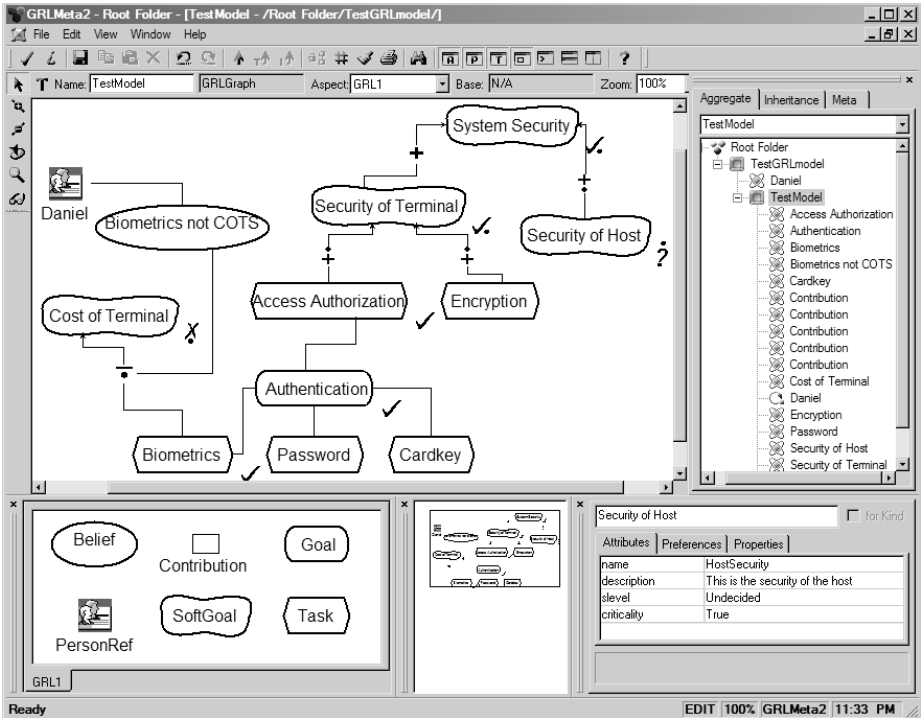 GRLMeta2 - Root Folder - [TestModel - /Root Folder/TestGRLmodel/]
File Edit View Window Help
Name: TestModel GRLGraph Aspect: GRL1 Base: N/A Zoom: 100%
System Security
Daniel
Security of Terminal
Biometrics not COTS
Security of Host
?
Access Authorization
Encryption
Cost of Terminal
Authentication
Biometrics
Password
Cardkey
Aggregate Inheritance Meta
TestModel
Root Folder
TestGRLmodel
Daniel
TestModel
Access Authorization
Authentication
Biometrics
Biometrics not COTS
Cardkey
Contribution
Contribution
Contribution
Contribution
Contribution
Cost of Terminal
Daniel
Encryption
Password
Security of Host
Security of Terminal
Belief
Contribution
Goal
PersonRef
SoftGoal
Task
GRL1
Security of Host for Kind
Attributes Preferences Properties
name HostSecurity
description This is the security of the host
slevel Undecided
criticality True
Ready EDIT 100% GRLMeta2 11:33 PM